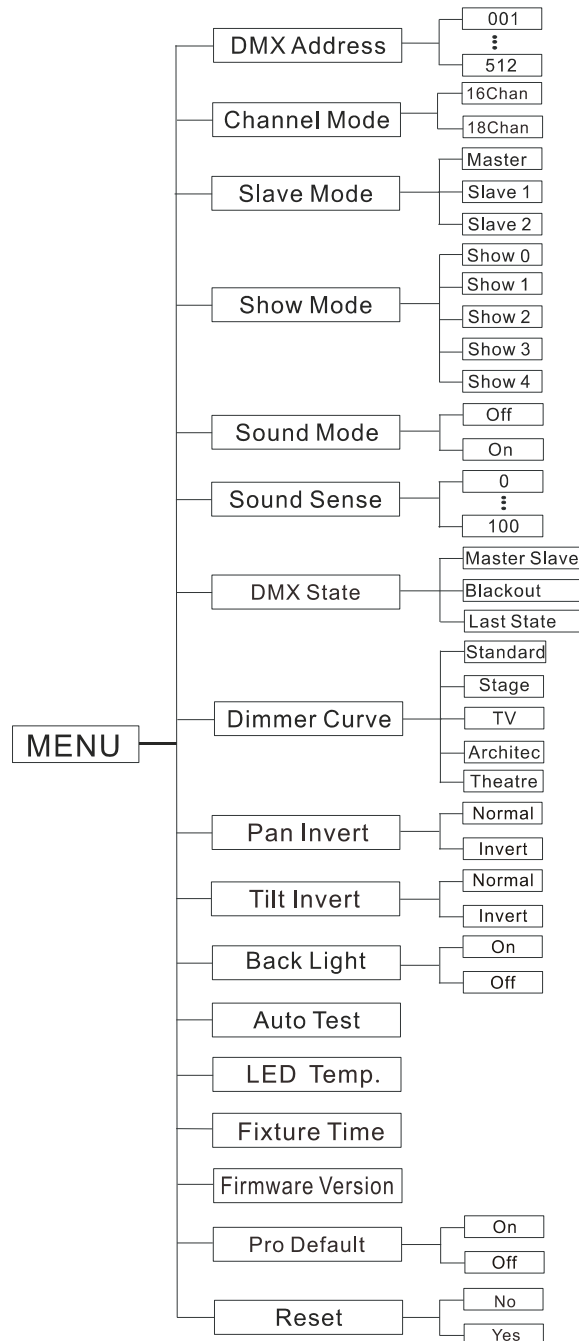 DMX Address
001
512
Channel Mode
16Chan
18Chan
Slave Mode
Master
Slave 1
Slave 2
Show Mode
Show 0
Show 1
Show 2
Show 3
Show 4
Sound Mode
Off
On
Sound Sense
0
100
DMX State
Master Slave
Blackout
Last State
MENU
Dimmer Curve
Standard
Stage
TV
Architec
Theatre
Pan Invert
Normal
Invert
Tilt Invert
Normal
Invert
Back Light
On
Off
Auto Test
LED Temp.
Fixture Time
Firmware Version
Pro Default
On
Off
Reset
No
Yes